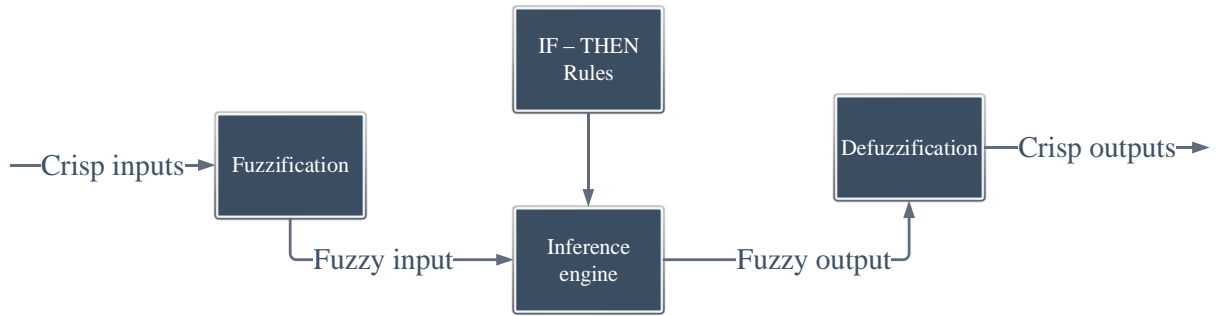 IF – THEN
Rules
Crisp inputs
Fuzzification
Defuzzification
Crisp outputs
Fuzzy input
Inference
engine
Fuzzy output